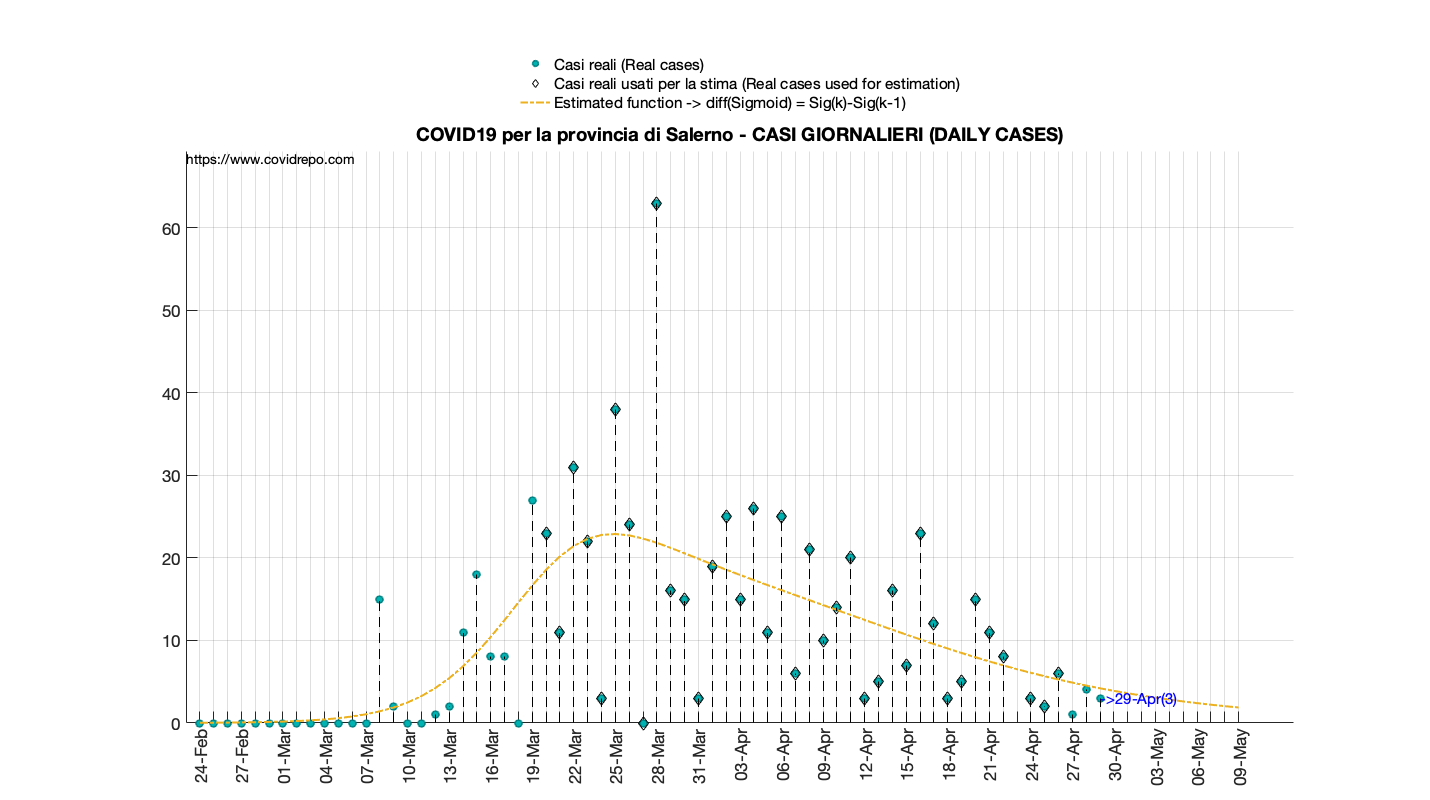 Casi reali (Real cases)
Casi reali usati per la stima (Real cases used for estimation)
Estimated function -> diff(Sigmoid) = Sig(k)-Sig(k-1)
COVID19 per la provincia di Salerno - CASI GIORNALIERI (DAILY CASES)
https://www.covidrepo.com
60
50
40
30
20
10
0
>29-Apr(3)
24-Feb
27-Feb
01-Mar
04-Mar
07-Mar
10-Mar
13-Mar
16-Mar
19-Mar
22-Mar
25-Mar
28-Mar
31-Mar
03-Apr
06-Apr
09-Apr
12-Apr
15-Apr
18-Apr
21-Apr
24-Apr
27-Apr
30-Apr
03-May
06-May
09-May